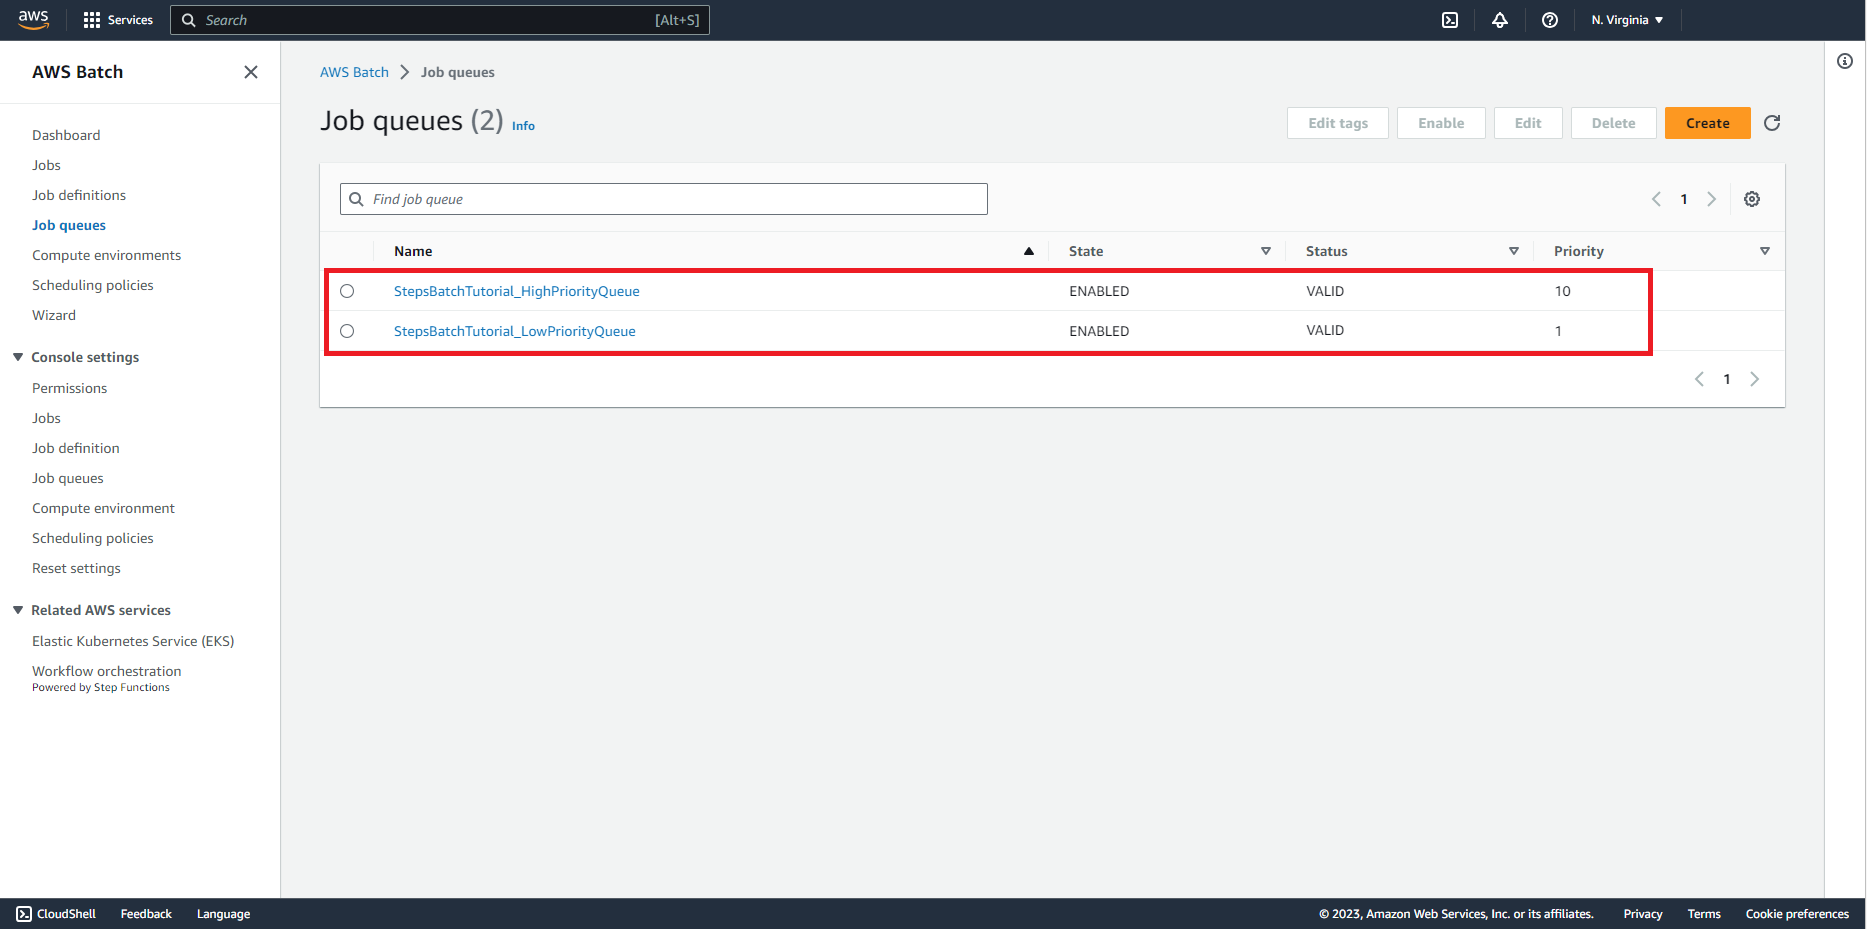 aws Services Search [Alt+S] N. Virginia
AWS Batch
Dashboard
Jobs
Job definitions
Job queues
Compute environments
Scheduling policies
Wizard
Console settings
Permissions
Jobs
Job definition
Job queues
Compute environment
Scheduling policies
Reset settings
Related AWS services
Elastic Kubernetes Service (EKS)
Workflow orchestration
Powered by Step Functions
AWS Batch Job queues
Job queues (2) Info
Edit tags Enable Edit Delete Create
Find job queue 1
Name State Status Priority
StepsBatchTutorial_HighPriorityQueue ENABLED VALID 10
StepsBatchTutorial_LowPriorityQueue ENABLED VALID 1
1
CloudShell Feedback Language © 2023, Amazon Web Services, Inc. or its affiliates. Privacy Terms Cookie preferences